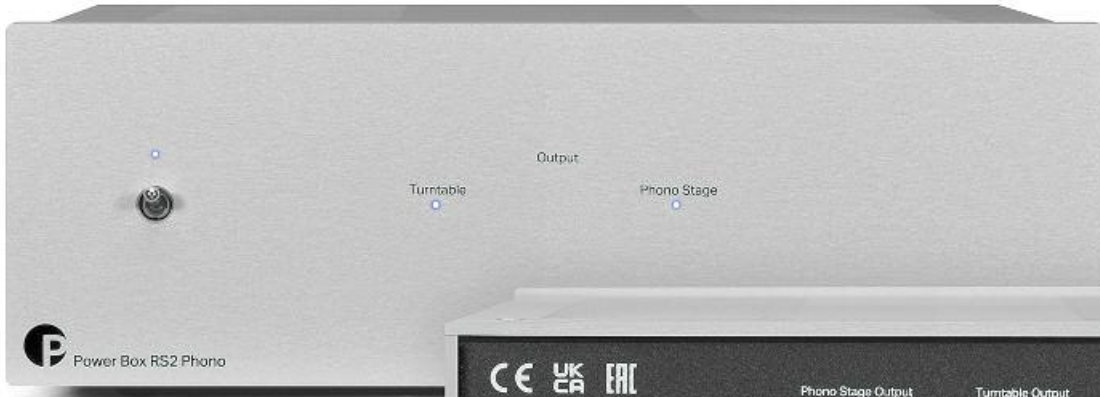 Output
Turntable Phono Stage
P Power Box RS2 Phono
CE UK CA EAC
Phono Stage Output Turntable Output